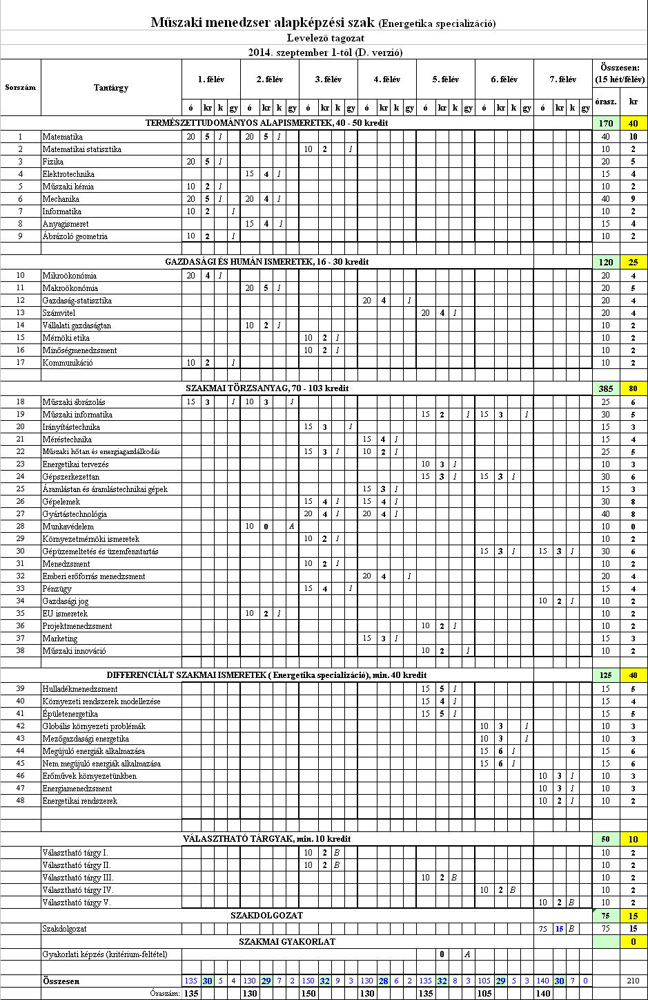 Műszaki menedzser alapképzési szak (Energetika specializáció)
Levelező tagozat
2014. szeptember 1-től (D. verzió)
Sorszám Tantárgy 1. félév 2. félév 3. félév 4. félév 5. félév 6. félév 7. félév Összesen: (15 hét/félév)
ó kr k gy ó kr k gy ó kr k gy ó kr k gy ó kr k gy ó kr k gy ó kr k gy órasz. kr
TERMÉSZETTUDOMÁNYOS ALAPISMERETEK, 40 - 50 kredit 170 40
1 Matematika 20 5 1 20 5 1 40 10
2 Matematikai statisztika 10 2 1 10 2
3 Fizika 20 5 1 20 5
4 Elektrotechnika 15 4 1 15 4
5 Műszaki kémia 10 2 1 10 2
6 Mechanika 20 5 1 20 4 1 40 9
7 Informatika 10 2 1 10 2
8 Anyagismeret 15 4 1 15 4
9 Ábrázoló geometria 10 2 1 10 2
GAZDASÁGI ÉS HUMÁN ISMERETEK, 16 - 30 kredit 120 25
10 Mikroökonómia 20 4 1 20 4
11 Makroökonómia 20 5 1 20 5
12 Gazdaság-statisztika 20 4 1 20 4
13 Számvitel 20 4 1 20 4
14 Vállalati gazdaságtan 10 2 1 10 2
15 Mérnöki etika 10 2 1 10 2
16 Minőségmenedzsment 10 2 1 10 2
17 Kommunikáció 10 2 1 10 2
SZAKMAI TÖRZSANYAG, 70 - 103 kredit 385 80
18 Műszaki ábrázolás 15 3 1 10 3 1 25 6
19 Műszaki informatika 15 2 1 15 3 1 30 5
20 Irányítástechnika 15 3 1 15 3
21 Méréstechnika 15 4 1 15 4
22 Műszaki hőtan és energiagazdálkodás 15 3 1 10 2 1 25 5
23 Energetikai tervezés 10 3 1 10 3
24 Gépszerkezettan 15 3 1 15 3 1 30 6
25 Áramlástan és áramlástechnikai gépek 15 3 1 15 3
26 Gépelemek 15 4 1 15 4 1 30 8
27 Gyártástechnológia 20 4 1 20 4 1 40 8
28 Munkavédelem 10 0 A 10 0
29 Környezetmérnöki ismeretek 10 2 1 10 2
30 Gépüzemeltetés és üzemfenntartás 15 3 1 15 3 1 30 6
31 Menedzsment 10 2 1 10 2
32 Emberi erőforrás menedzsment 20 4 1 20 4
33 Pénzügy 15 4 1 15 4
34 Gazdasági jog 10 2 1 10 2
35 EU ismeretek 10 2 1 10 2
36 Projektmenedzsment 10 2 1 10 2
37 Marketing 15 3 1 15 3
38 Műszaki innováció 10 2 1 10 2
DIFFERENCIÁLT SZAKMAI ISMERETEK ( Energetika specializáció), min. 40 kredit 125 40
39 Hulladékmenedzsment 15 5 1 15 5
40 Környezeti rendszerek modellezése 15 4 1 15 4
41 Épületenergetika 15 5 1 15 5
42 Globális környezeti problémák 10 3 1 10 3
43 Mezőgazdasági energetika 10 3 1 10 3
44 Megújuló energiák alkalmazása 15 6 1 15 6
45 Nem megújuló energiák alkalmazása 15 6 1 15 6
46 Erőművek környezetünkben 10 3 1 10 3
47 Energiamenedzsment 10 3 1 10 3
48 Energetikai rendszerek 10 2 1 10 2
VÁLASZTHATÓ TÁRGYAK, min. 10 kredit 50 10
Választható tárgy I. 10 2 B 10 2
Választható tárgy II. 10 2 B 10 2
Választható tárgy III. 10 2 B 10 2
Választható tárgy IV. 10 2 B 10 2
Választható tárgy V. 10 2 B 10 2
SZAKDOLGOZAT 75 15
Szakdolgozat 75 15 B 75 15
SZAKMAI GYAKORLAT 0
Gyakorlati képzés (kritérium-feltétel) 0 A
Összesen 135 30 5 4 130 29 7 2 150 32 9 3 130 28 6 2 135 32 8 3 105 29 5 3 140 30 7 0 210
Óraszám: 135 130 150 130 135 105 140